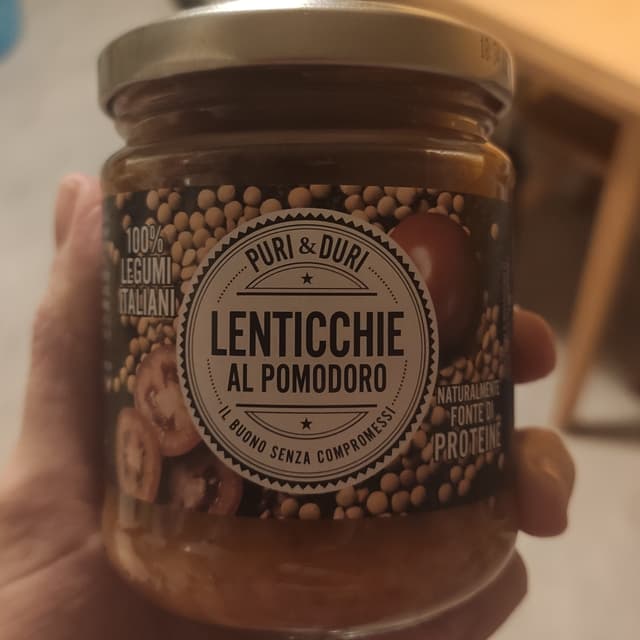 100%
LEGUMI
ITALIANI
PURI & DURI
LENTICCHIE
AL POMODORO
IL BUONO SENZA COMPROMESSI
NATURALMENTE
FONTE DI
PROTEINE